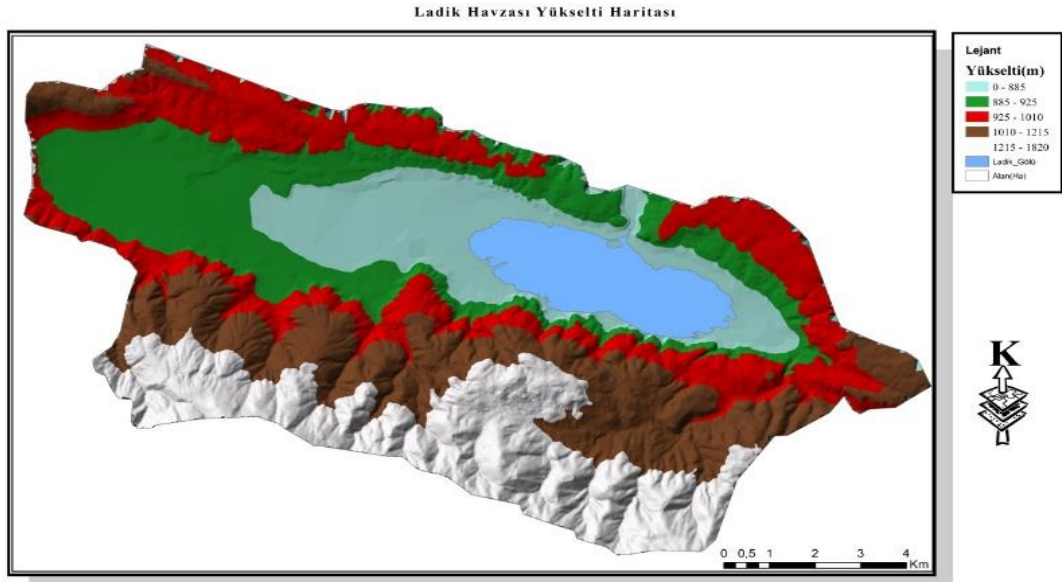 Ladik Havzası Yükselti Haritası
Lejant
Yükselti(m)
0 - 885
885 - 925
925 - 1010
1010 - 1215
1215 - 1820
Ladik_Gölü
Alan(Ha)
K
0 0,5 1 2 3 4
Km